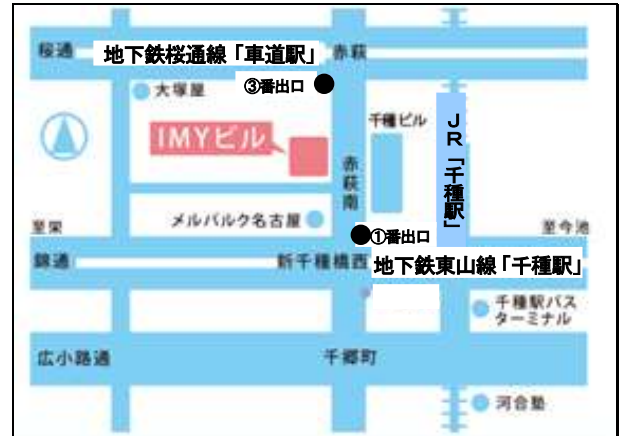 桜通
地下鉄桜通線「車道駅」
赤萩
大塚屋
③番出口
IMYビル
千種ビル
JR「千種駅」
赤萩南
メルパルク名古屋
至栄
①番出口
至今池
錦通
新千種橋西
地下鉄東山線「千種駅」
千種駅バス
ターミナル
広小路通
千郷町
河合塾